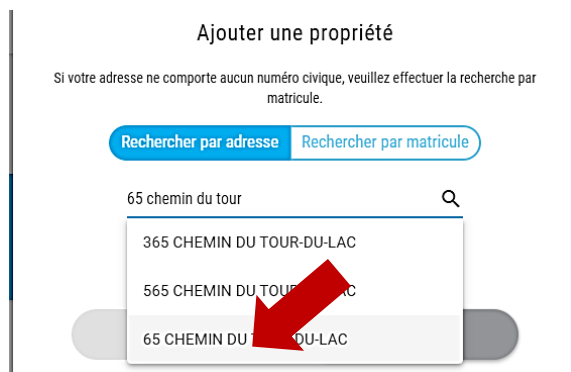 Ajouter une propriété
Si votre adresse ne comporte aucun numéro civique, veuillez effectuer la recherche par
matricule.
Rechercher par adresse Rechercher par matricule
65 chemin du tour
365 CHEMIN DU TOUR-DU-LAC
565 CHEMIN DU
65 CHEMIN DU DU-LAC